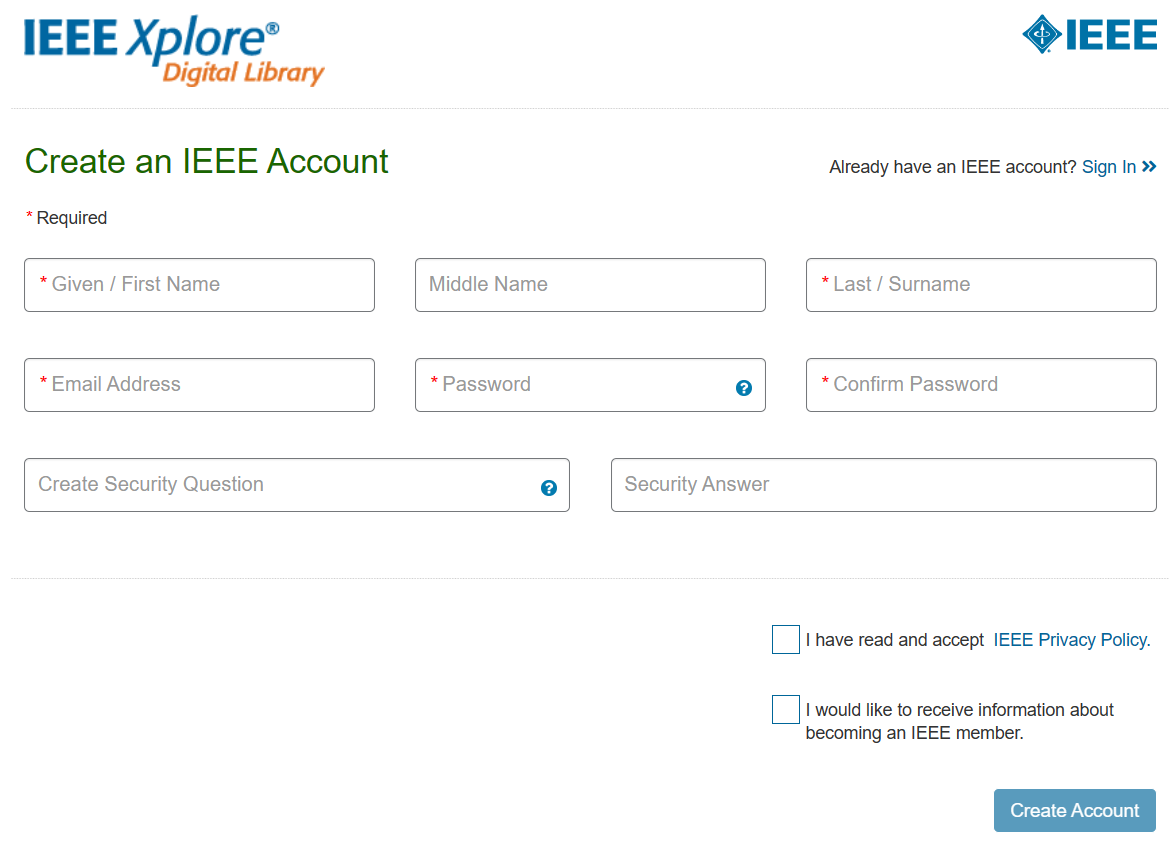 IEEE Xplore®
Digital Library
IEEE
Create an IEEE Account
Already have an IEEE account? Sign In »
* Required
* Given / First Name
Middle Name
* Last / Surname
* Email Address
* Password
?
* Confirm Password
Create Security Question
?
Security Answer
I have read and accept IEEE Privacy Policy.
I would like to receive information about
becoming an IEEE member.
Create Account